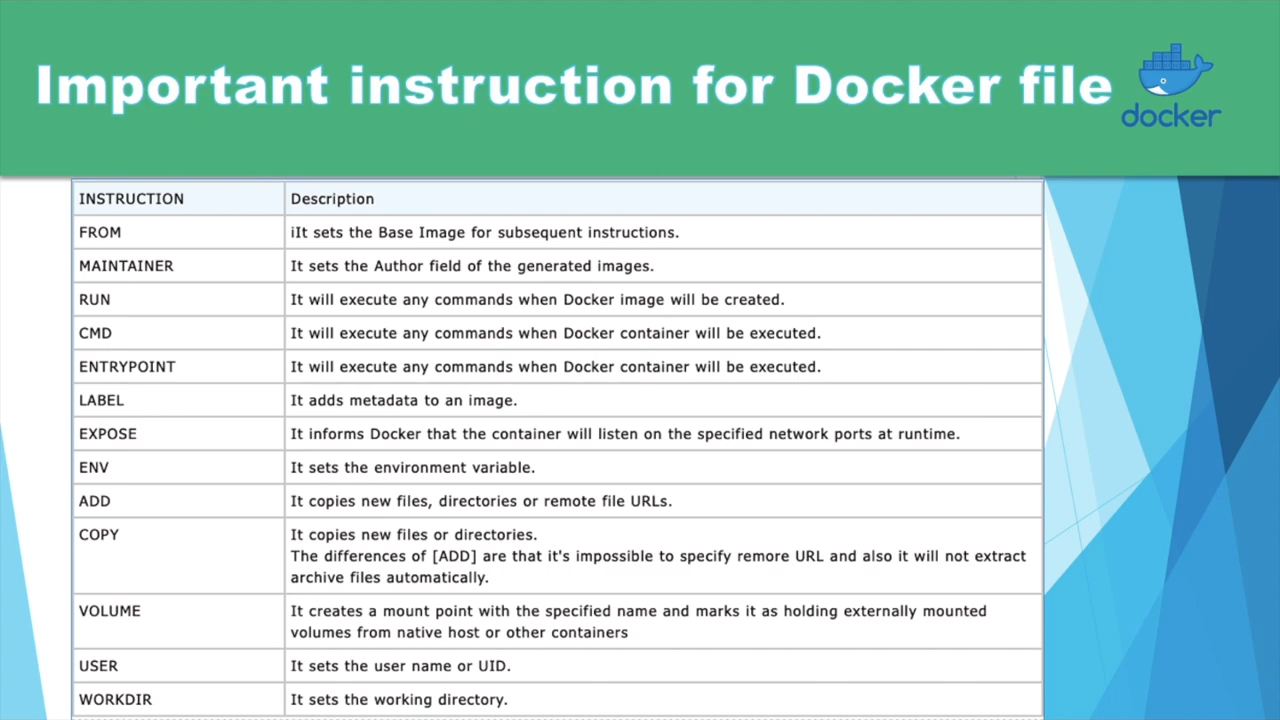 Important instruction for Docker file
docker
INSTRUCTION Description
FROM iIt sets the Base Image for subsequent instructions.
MAINTAINER It sets the Author field of the generated images.
RUN It will execute any commands when Docker image will be created.
CMD It will execute any commands when Docker container will be executed.
ENTRYPOINT It will execute any commands when Docker container will be executed.
LABEL It adds metadata to an image.
EXPOSE It informs Docker that the container will listen on the specified network ports at runtime.
ENV It sets the environment variable.
ADD It copies new files, directories or remote file URLs.
COPY It copies new files or directories.
The differences of [ADD] are that it's impossible to specify remore URL and also it will not extract
archive files automatically.
VOLUME It creates a mount point with the specified name and marks it as holding externally mounted
volumes from native host or other containers
USER It sets the user name or UID.
WORKDIR It sets the working directory.